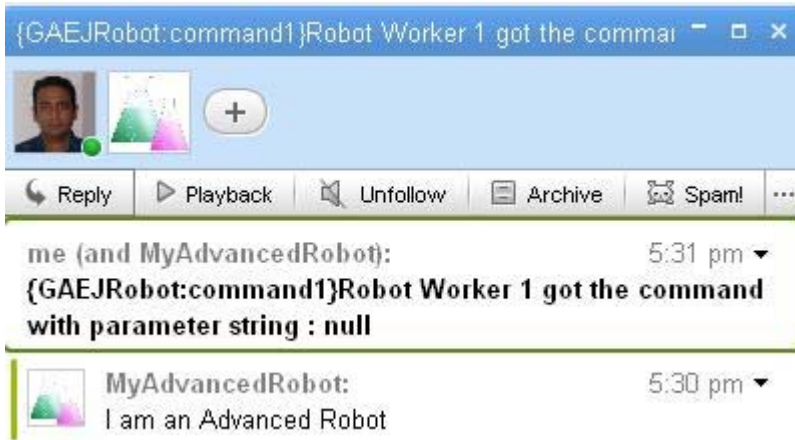 {GAEJRobot:command1}Robot Worker 1 got the commar
Reply Playback Unfollow Archive Spam! ...
me (and MyAdvancedRobot): 5:31 pm
{GAEJRobot:command1}Robot Worker 1 got the command
with parameter string : null
MyAdvancedRobot: 5:30 pm
I am an Advanced Robot